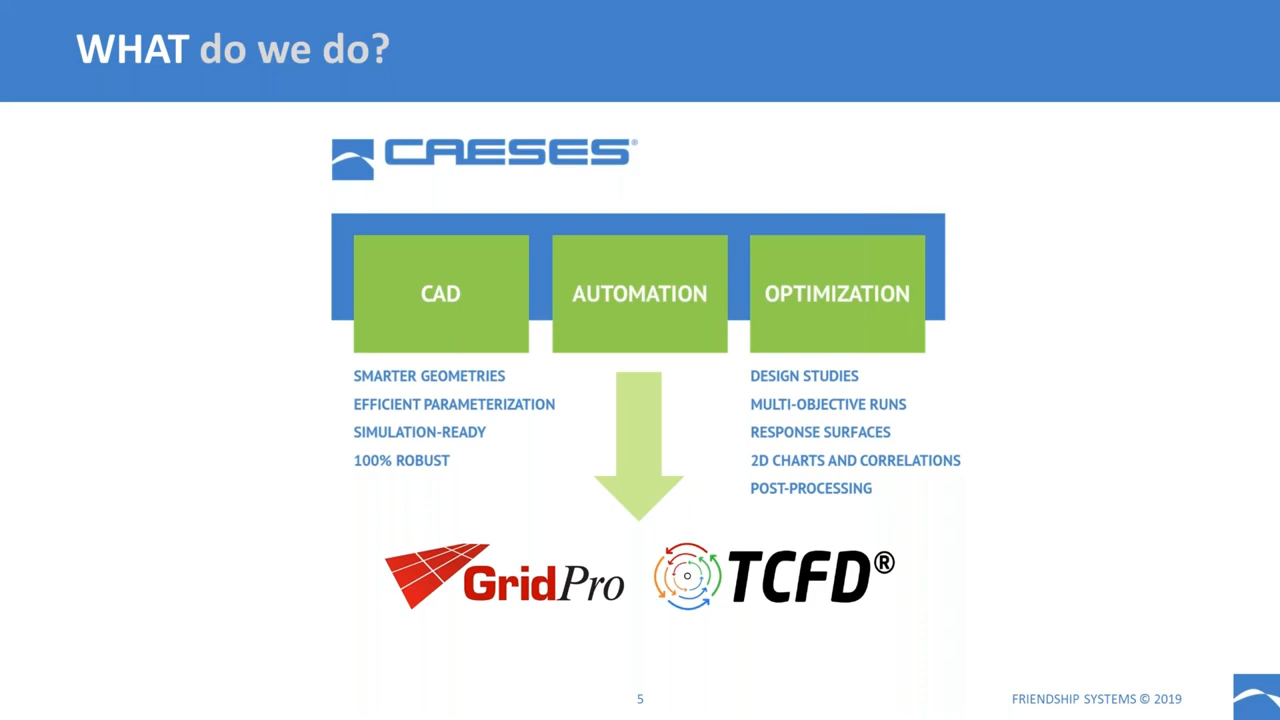 WHAT do we do?
CAESES®
CAD
AUTOMATION
OPTIMIZATION
SMARTER GEOMETRIES
EFFICIENT PARAMETERIZATION
SIMULATION-READY
100% ROBUST
DESIGN STUDIES
MULTI-OBJECTIVE RUNS
RESPONSE SURFACES
2D CHARTS AND CORRELATIONS
POST-PROCESSING
GridPro
TCFD®
5
FRIENDSHIP SYSTEMS © 2019